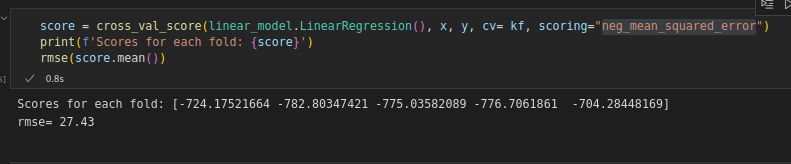 score = cross_val_score(linear_model.LinearRegression(), x, y, cv= kf, scoring="neg_mean_squared_error")
print(f'Scores for each fold: {score}')
rmse(score.mean())
0.8s
Scores for each fold: [-724.17521664 -782.80347421 -775.03582089 -776.7061861  -704.28448169]
rmse= 27.43